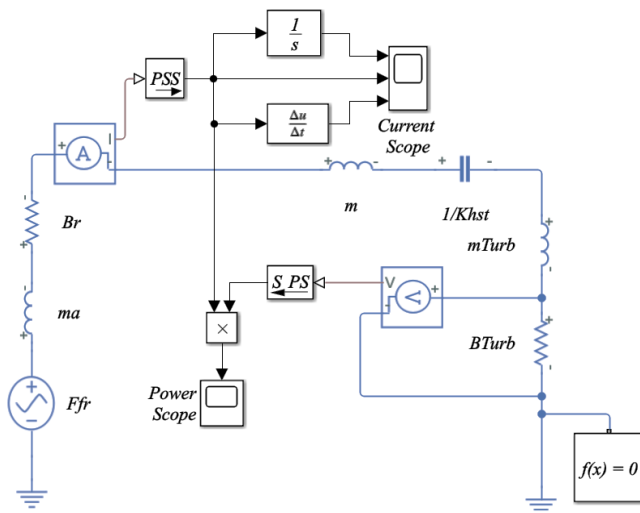 1
s
PSS
Δu
Δt
Current
Scope
+
A
I
-
+
-
+
-
Br
-
+
m
1/Khst
mTurb
+
-
-
+
ma
S PS
V
+
-
V
+
-
BTurb
×
+
−
Ffr
Power
Scope
f(x) = 0